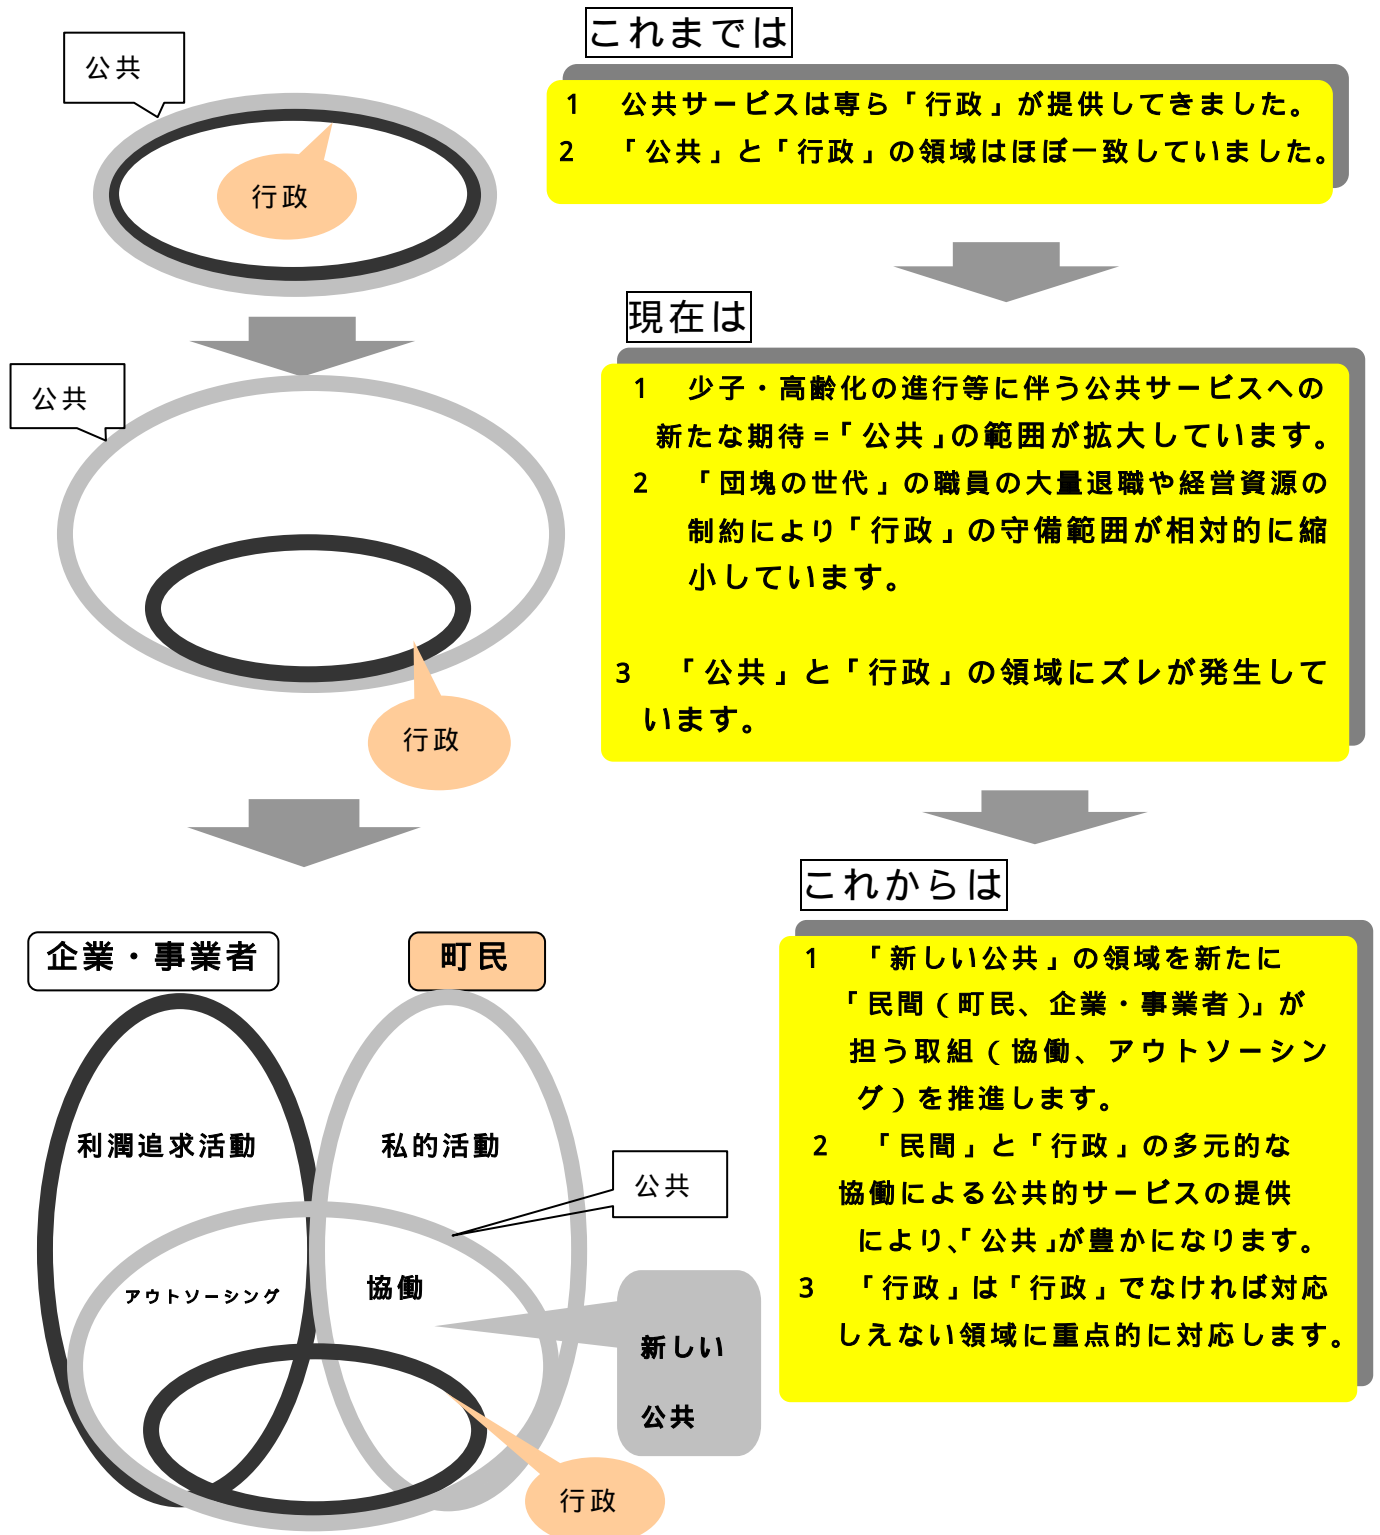 これまでは
公共
1 公共サービスは専ら「行政」が提供してきました。
2 「公共」と「行政」の領域はほぼ一致していました。
行政
現在は
公共
1 少子・高齢化の進行等に伴う公共サービスへの
新たな期待=「公共」の範囲が拡大しています。
2 「団塊の世代」の職員の大量退職や経営資源の
制約により「行政」の守備範囲が相対的に縮
小しています。
3 「公共」と「行政」の領域にズレが発生して
います。
行政
これからは
企業・事業者
町民
1 「新しい公共」の領域を新たに
「民間(町民、企業・事業者)」が
担う取組(協働、アウトソーシン
グ)を推進します。
2 「民間」と「行政」の多元的な
協働による公共的サービスの提供
により、「公共」が豊かになります。
3 「行政」は「行政」でなければ対応
しえない領域に重点的に対応します。
利潤追求活動
私的活動
公共
アウトソーシング
協働
新しい
公共
行政